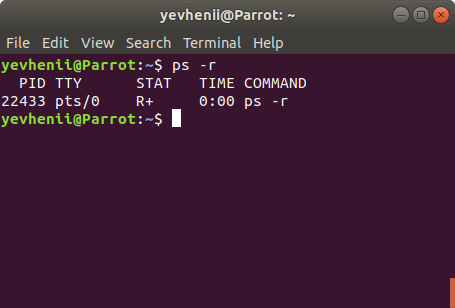 yevhenii@Parrot: ~
File Edit View Search Terminal Help
yevhenii@Parrot:~$ ps -r
  PID TTY      STAT   TIME COMMAND
22433 pts/0    R+     0:00 ps -r
yevhenii@Parrot:~$